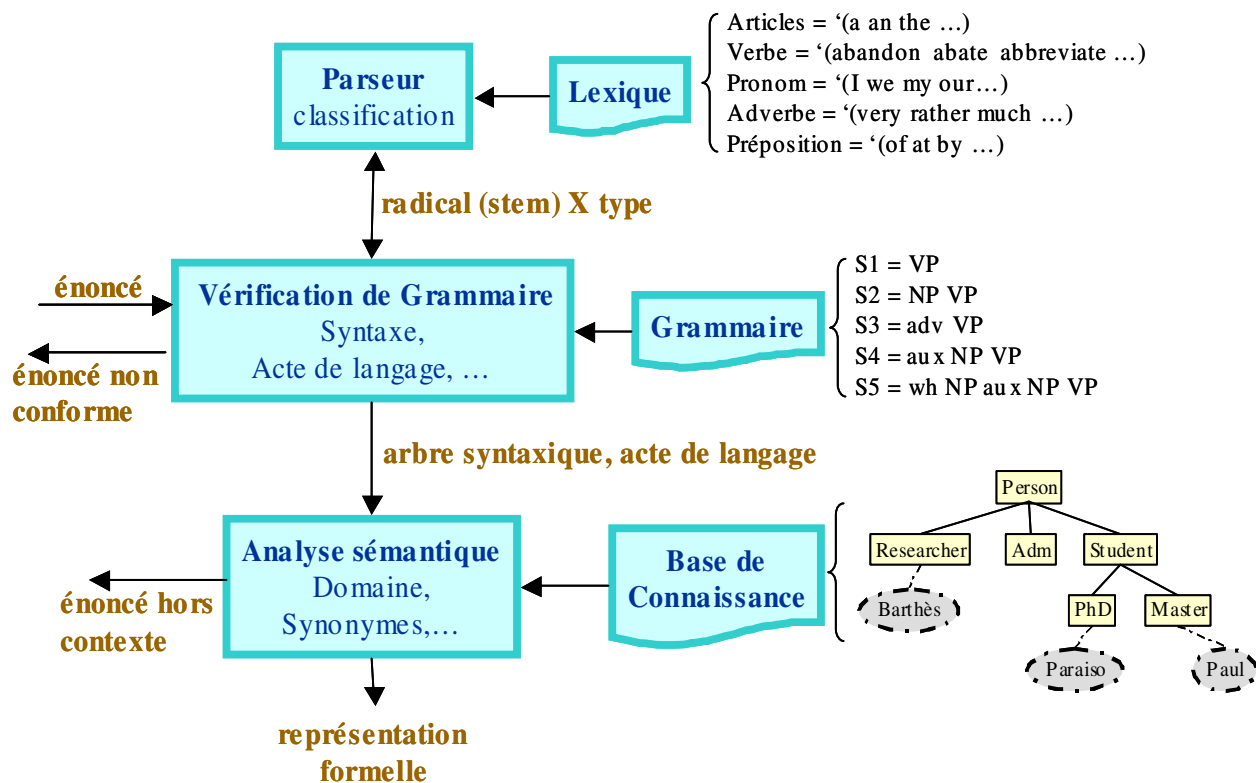 Articles = ‘(a an the …)
Verbe = ‘(abandon abate abbreviate …)
Pronom = ‘(I we my our…)
Adverbe = ‘(very rather much …)
Préposition = ‘(of at by …)
Parseur
classification
Lexique
radical (stem) X type
énoncé
énoncé non
conforme
Vérification de Grammaire
Syntaxe,
Acte de langage, …
Grammaire
S1 = VP
S2 = NP VP
S3 = adv VP
S4 = aux NP VP
S5 = wh NP aux NP VP
arbre syntaxique, acte de langage
énoncé hors
contexte
Analyse sémantique
Domaine,
Synonymes,…
Base de
Connaissance
Person
Researcher
Adm
Student
Barthès
PhD
Master
Paraiso
Paul
représentation
formelle